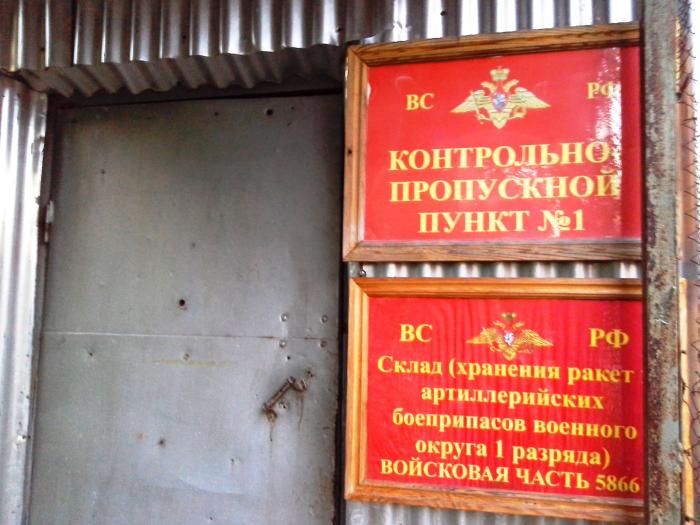 ВС РФ
КОНТРОЛЬНО
ПРОПУСКНОЙ
ПУНКТ №1
ВС РФ
Склад (хранения ракет
артиллерийских
боеприпасов военного
округа 1 разряда)
ВОЙСКОВАЯ ЧАСТЬ 5866